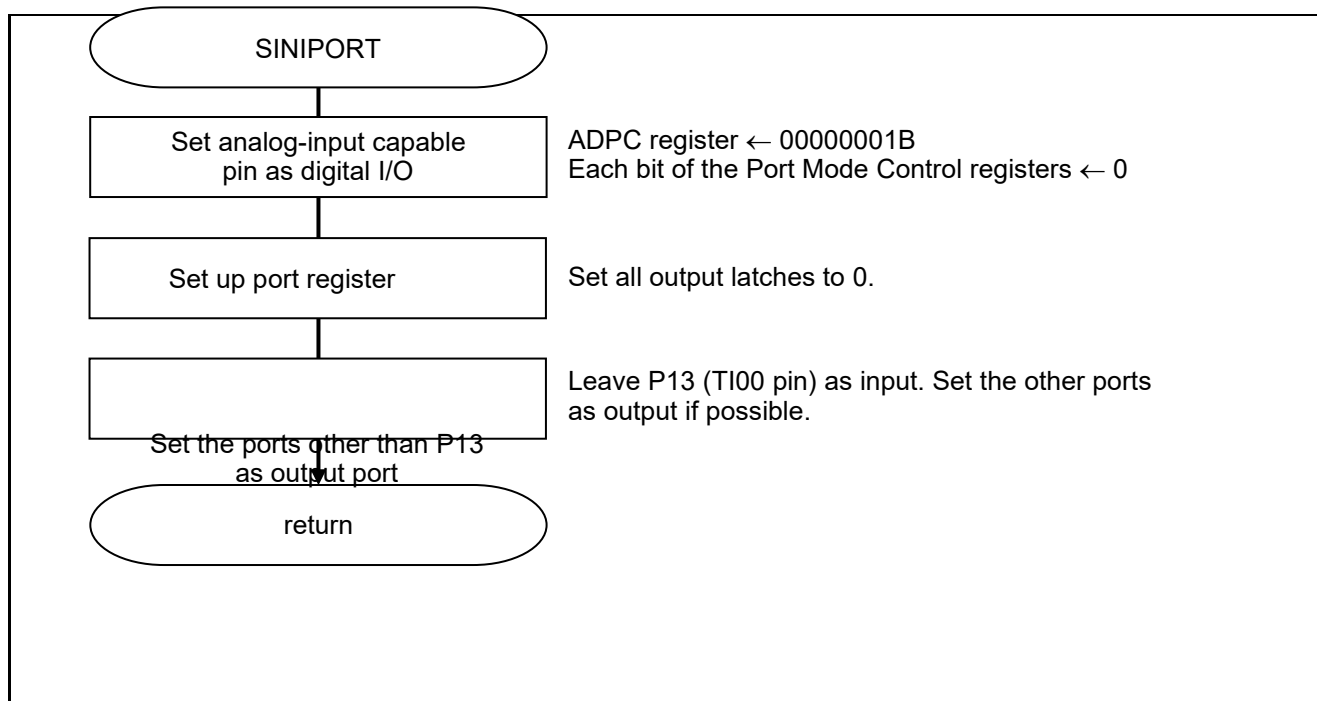 SINIPORT
Set analog-input capable
pin as digital I/O
ADPC register ← 00000001B
Each bit of the Port Mode Control registers ← 0
Set up port register
Set all output latches to 0.
Leave P13 (TI00 pin) as input. Set the other ports
as output if possible.
Set the ports other than P13
as output port
return